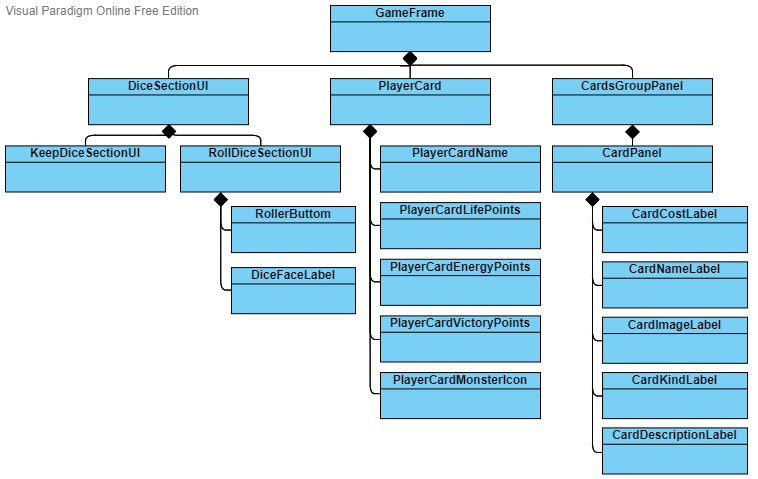 Visual Paradigm Online Free Edition
GameFrame
DiceSectionUI
PlayerCard
CardsGroupPanel
KeepDiceSectionUI
RollDiceSectionUI
PlayerCardName
CardPanel
RollerButtom
PlayerCardLifePoints
CardCostLabel
DiceFaceLabel
PlayerCardEnergyPoints
CardNameLabel
PlayerCardVictoryPoints
CardImageLabel
PlayerCardMonsterIcon
CardKindLabel
CardDescriptionLabel